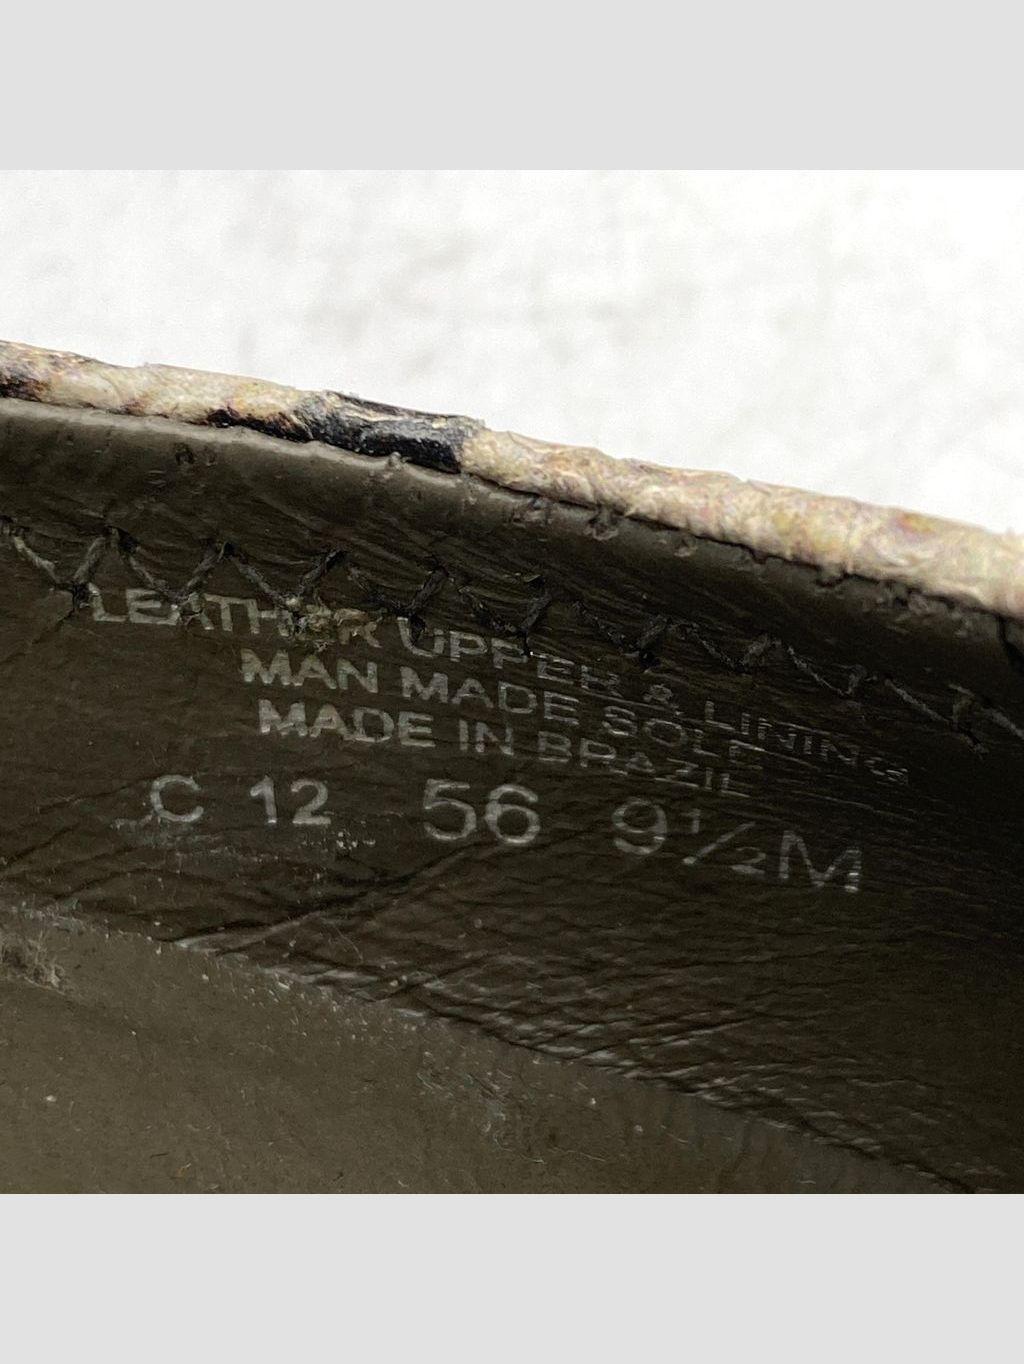 LEATHER UPPER & LINING
MAN MADE SOLE
MADE IN BRAZIL
C 12 56 9½M